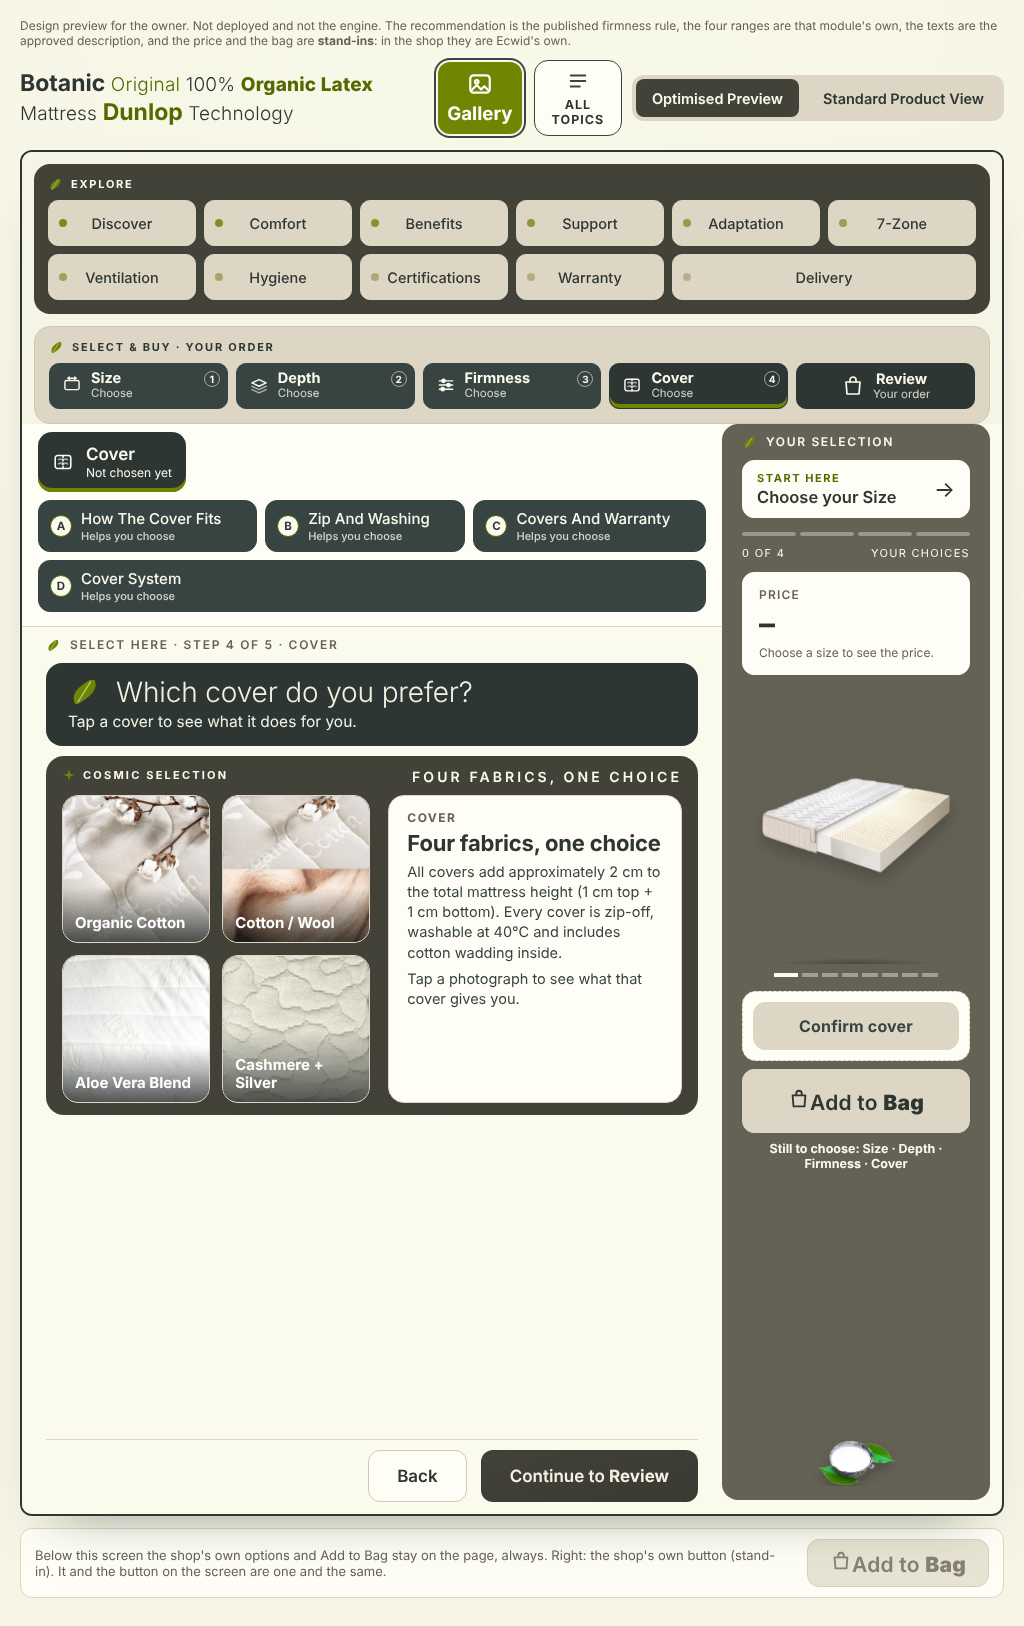 Design preview for the owner. Not deployed and not the engine. The recommendation is the published firmness rule, the four ranges are that module's own, the texts are the
approved description, and the price and the bag are stand-ins: in the shop they are Ecwid's own.
Botanic Original 100% Organic Latex
Mattress Dunlop Technology
Gallery
ALL
TOPICS
Optimised Preview
Standard Product View
EXPLORE
Discover
Comfort
Benefits
Support
Adaptation
7-Zone
Ventilation
Hygiene
Certifications
Warranty
Delivery
SELECT & BUY · YOUR ORDER
Size
Choose
1
Depth
Choose
2
Firmness
Choose
3
Cover
Choose
4
Review
Your order
Cover
Not chosen yet
A
How The Cover Fits
Helps you choose
B
Zip And Washing
Helps you choose
C
Covers And Warranty
Helps you choose
D
Cover System
Helps you choose
SELECT HERE · STEP 4 OF 5 · COVER
Which cover do you prefer?
Tap a cover to see what it does for you.
COSMIC SELECTION
FOUR FABRICS, ONE CHOICE
Organic Cotton
Cotton / Wool
Aloe Vera Blend
Cashmere +
Silver
COVER
Four fabrics, one choice
All covers add approximately 2 cm to
the total mattress height (1 cm top +
1 cm bottom). Every cover is zip-off,
washable at 40°C and includes
cotton wadding inside.
Tap a photograph to see what that
cover gives you.
Back
Continue to Review
YOUR SELECTION
START HERE
Choose your Size
0 OF 4
YOUR CHOICES
PRICE
–
Choose a size to see the price.
Confirm cover
Add to Bag
Still to choose: Size · Depth ·
Firmness · Cover
Below this screen the shop's own options and Add to Bag stay on the page, always. Right: the shop's own button (stand-
in). It and the button on the screen are one and the same.
Add to Bag